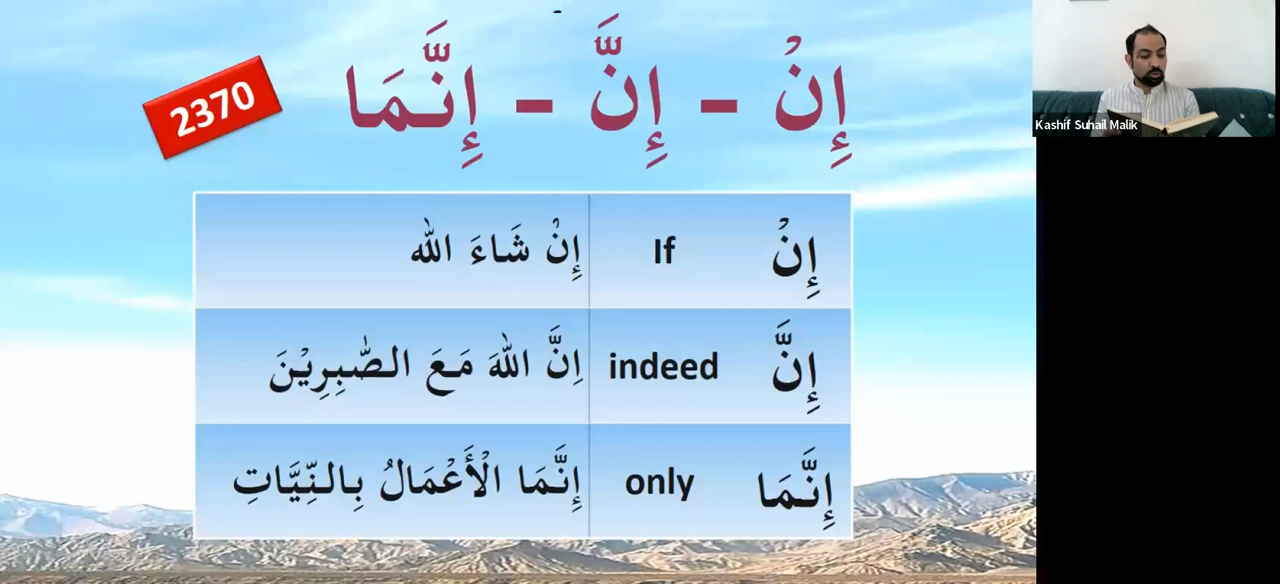 إِنْ – إِنَّ – إِنَّمَا
2370
إِنْ If إِنْ شَاءَ الله
إِنَّ indeed اِنَّ اللّٰهَ مَعَ الصّٰبِرِيْنَ
إِنَّمَا only إِنَّمَا الْأَعْمَالُ بِالنِّيَّاتِ
Kashif Suhail Malik